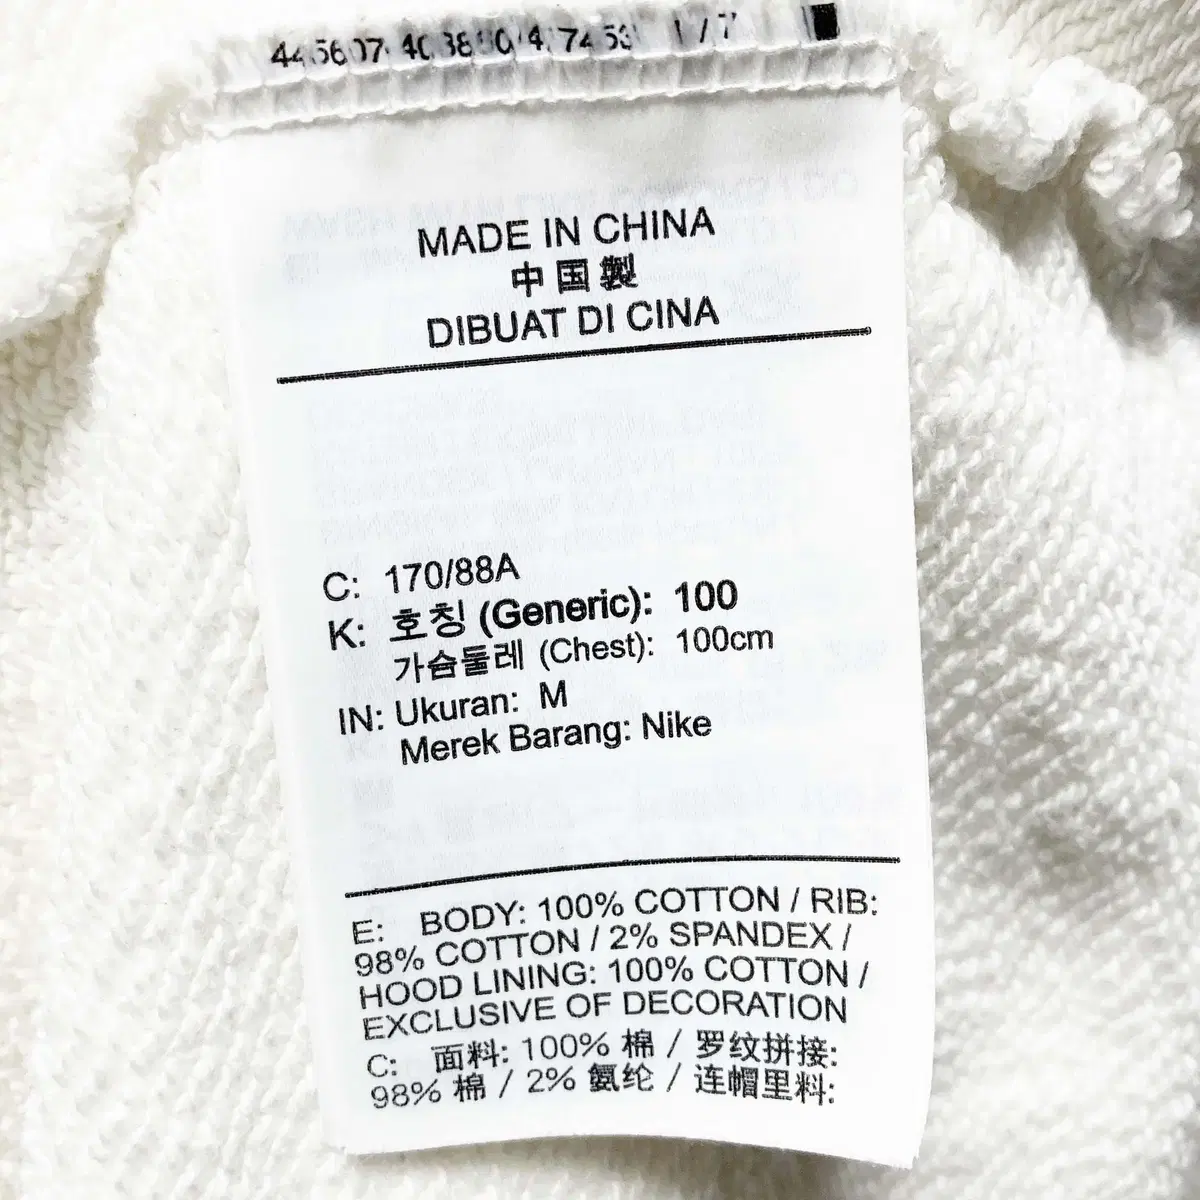 MADE IN CHINA
中国製
DIBUAT DI CINA
C: 170/88A
K: 호칭 (Generic): 100
가슴둘레 (Chest): 100cm
IN: Ukuran: M
Merek Barang: Nike
E: BODY: 100% COTTON / RIB:
98% COTTON / 2% SPANDEX /
HOOD LINING: 100% COTTON /
EXCLUSIVE OF DECORATION
C: 面料: 100% 棉 / 罗纹拼接:
98% 棉 / 2% 氨纶 / 连帽里料: